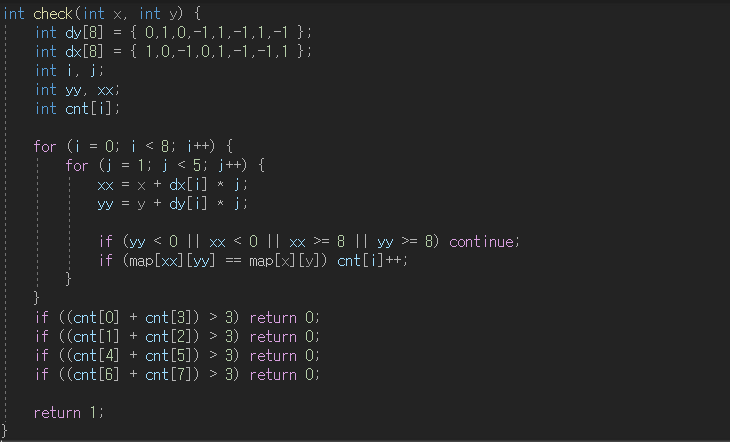 int check(int x, int y) {
    int dy[8] = { 0,1,0,-1,1,-1,1,-1 };
    int dx[8] = { 1,0,-1,0,1,-1,-1,1 };
    int i, j;
    int yy, xx;
    int cnt[i];

    for (i = 0; i < 8; i++) {
        for (j = 1; j < 5; j++) {
            xx = x + dx[i] * j;
            yy = y + dy[i] * j;

            if (yy < 0 || xx < 0 || xx >= 8 || yy >= 8) continue;
            if (map[xx][yy] == map[x][y]) cnt[i]++;
        }
    }
    if ((cnt[0] + cnt[3]) > 3) return 0;
    if ((cnt[1] + cnt[2]) > 3) return 0;
    if ((cnt[4] + cnt[5]) > 3) return 0;
    if ((cnt[6] + cnt[7]) > 3) return 0;

    return 1;
}